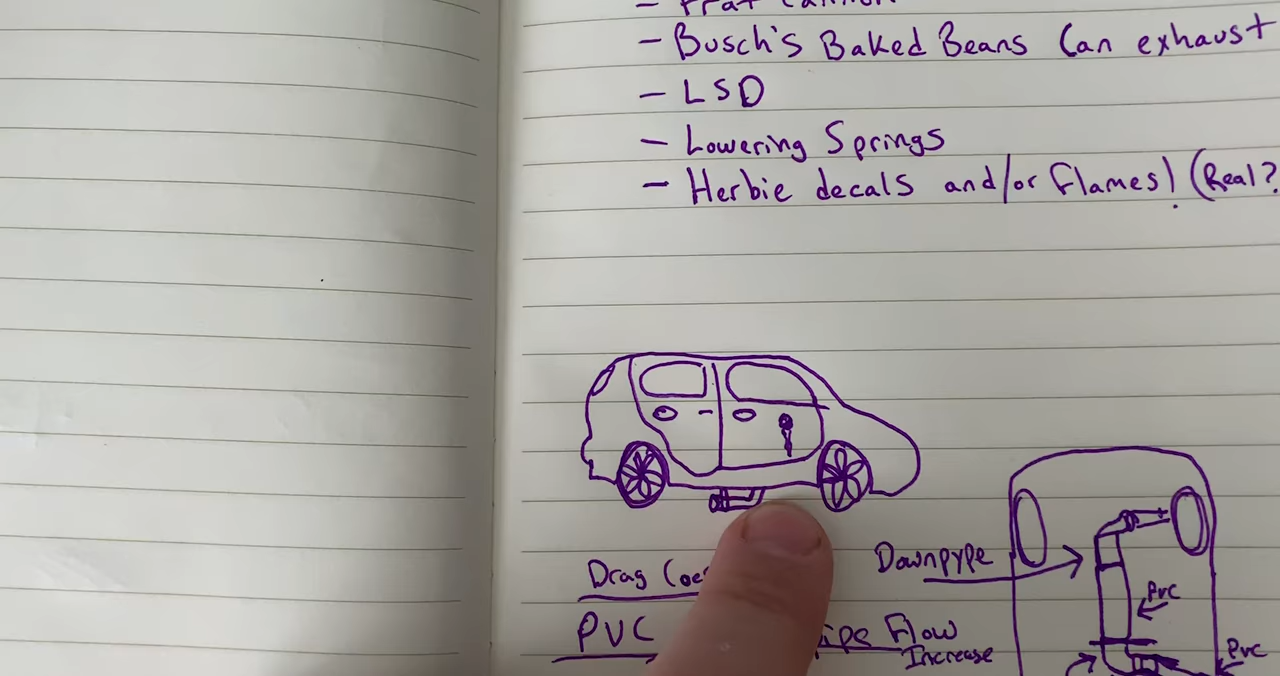 - Busch's Baked Beans Can exhaust
- LSD
- Lowering Springs
- Herbie decals and/or Flames! (Real?
Drag
Downpype
PVC
PVC Flow
Increase
PVC